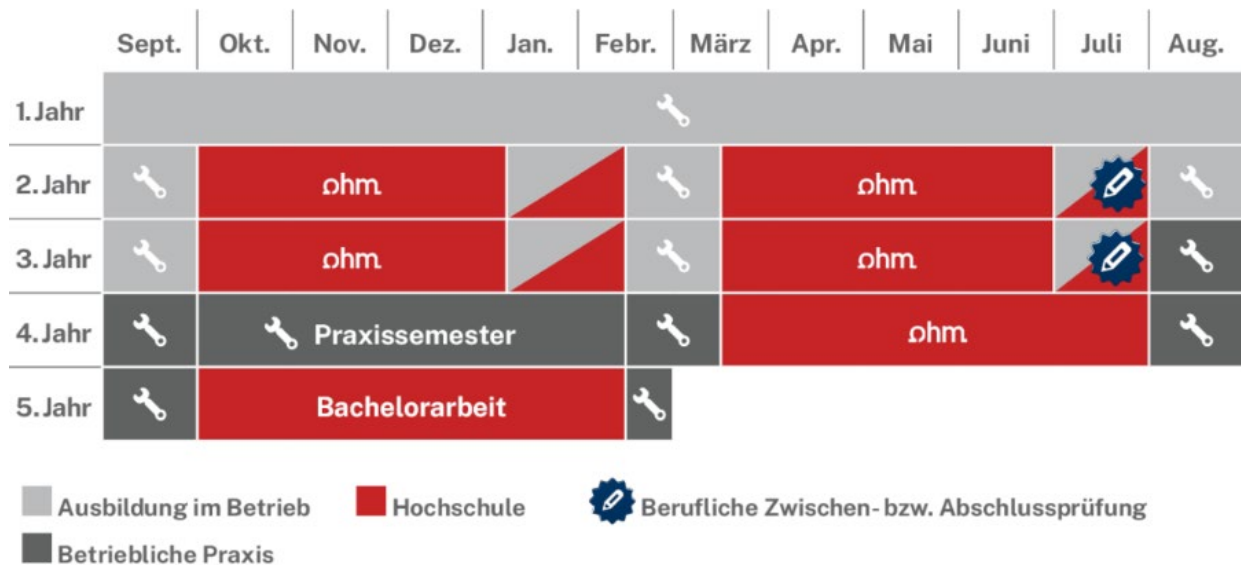 Sept. Okt. Nov. Dez. Jan. Febr. März Apr. Mai Juni Juli Aug.
1. Jahr
2. Jahr ohm ohm
3. Jahr ohm ohm
4. Jahr Praxissemester ohm
5. Jahr Bachelorarbeit
Ausbildung im Betrieb Hochschule Berufliche Zwischen- bzw. Abschlussprüfung
Betriebliche Praxis